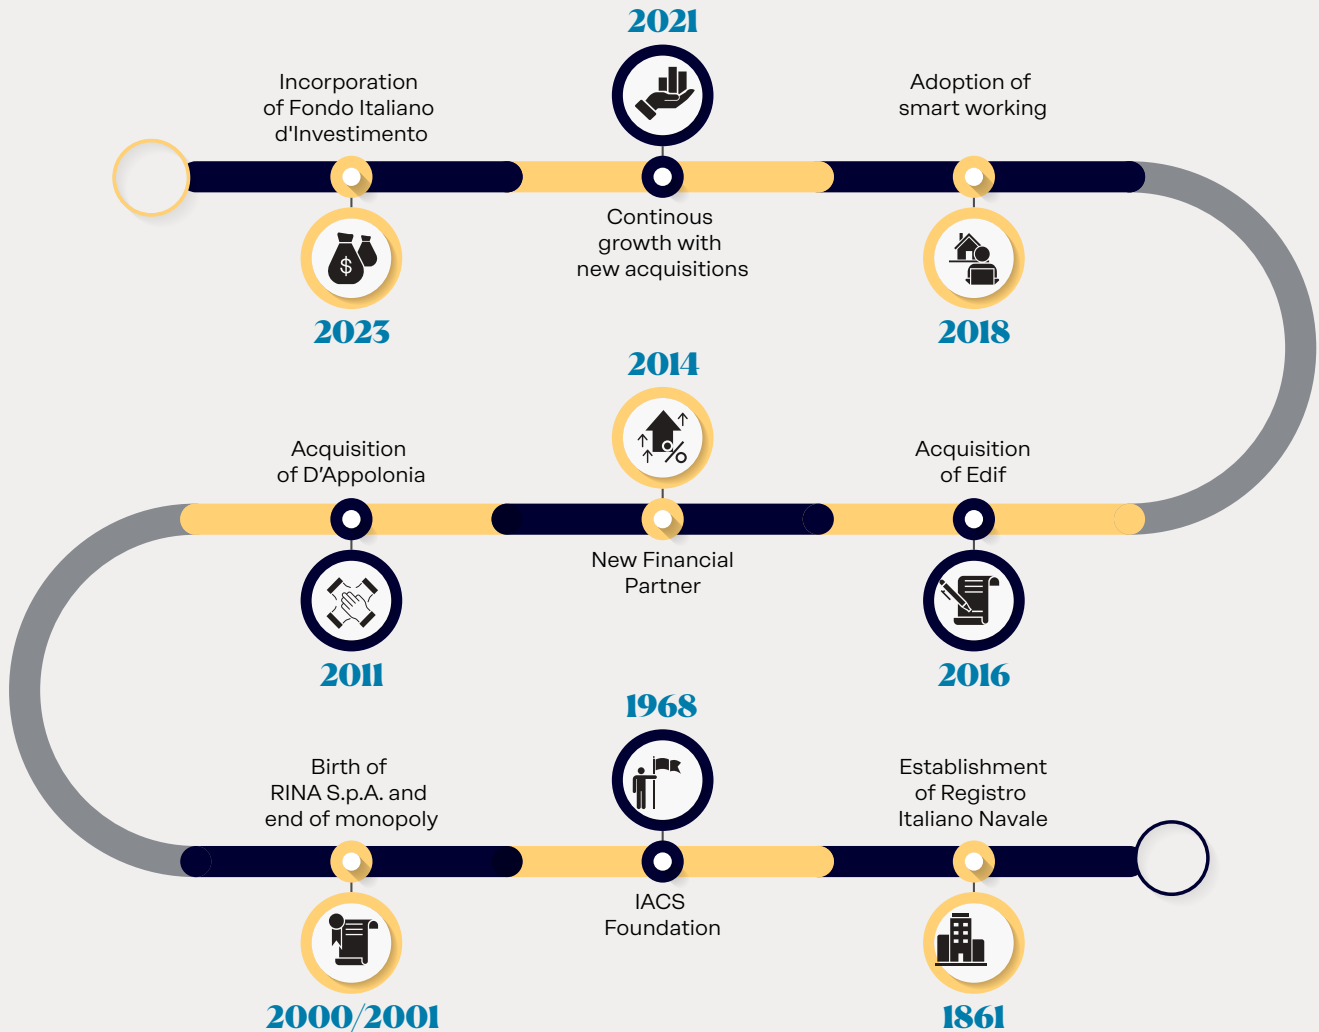 2021
Incorporation
of Fondo Italiano
d'Investimento
Adoption of
smart working
Continous
growth with
new acquisitions
$
2023
2018
2014
%
Acquisition
of D’Appolonia
Acquisition
of Edif
New Financial
Partner
2011
2016
1968
Birth of
RINA S.p.A. and
end of monopoly
Establishment
of Registro
Italiano Navale
IACS
Foundation
2000/2001
1861